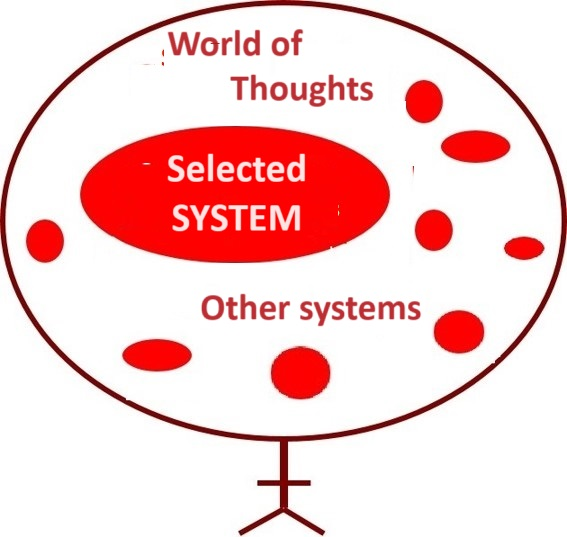 World of
Thoughts
Selected
SYSTEM
Other systems